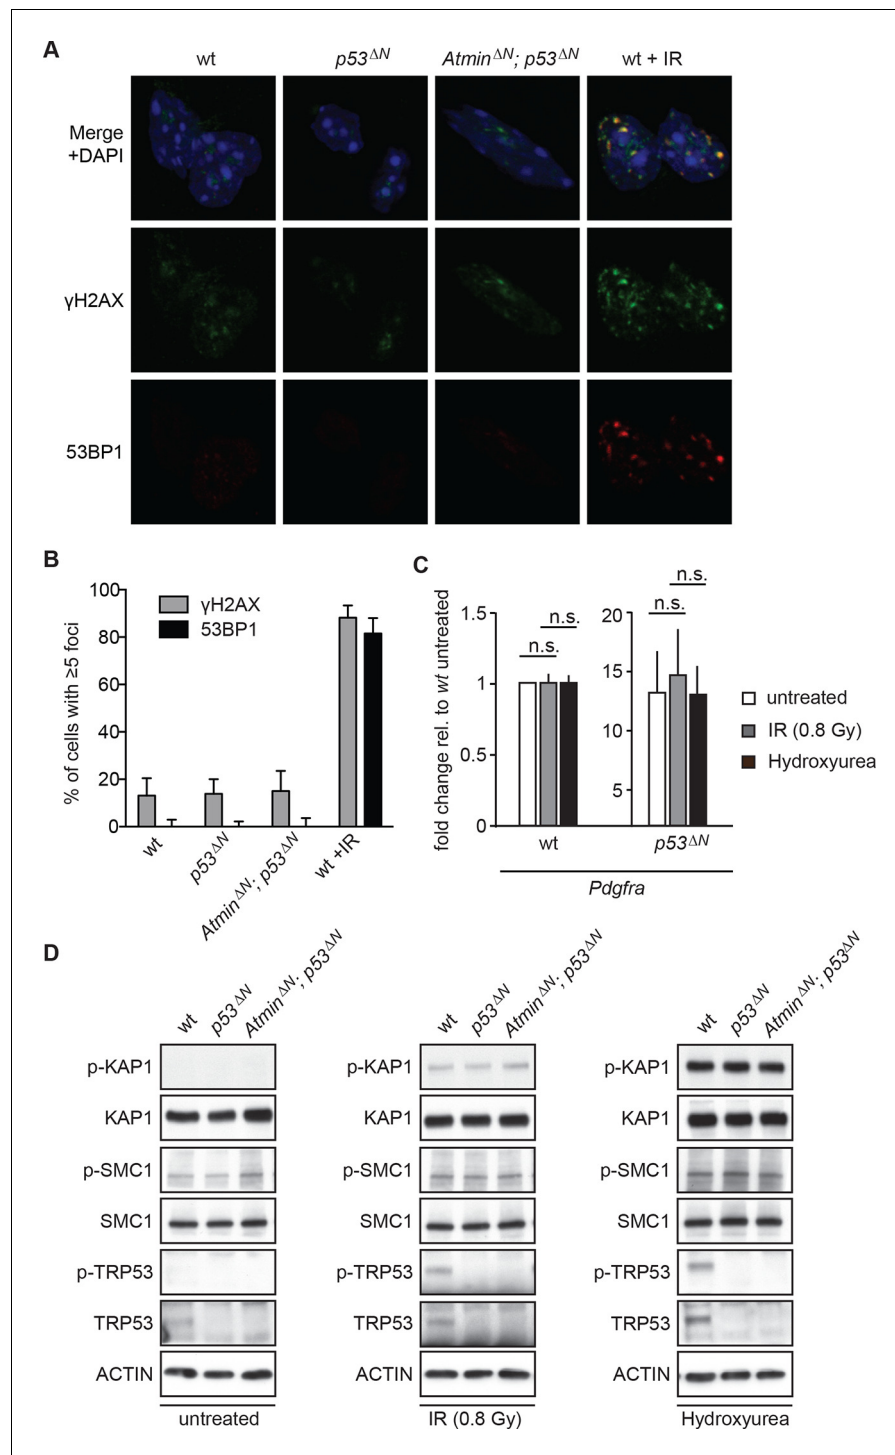 A
wt
p53ΔN
AtminΔN; p53ΔN
wt + IR
Merge
+DAPI
γH2AX
53BP1
B
% of cells with ≥5 foci
100
80
60
40
20
0
γH2AX
53BP1
wt
p53ΔN
AtminΔN; p53ΔN
wt +IR
C
fold change rel. to wt untreated
1.5
1
0.5
0
n.s.
n.s.
20
15
10
5
n.s.
n.s.
wt
p53ΔN
Pdgfra
untreated
IR (0.8 Gy)
Hydroxyurea
D
wt
p53ΔN
AtminΔN; p53ΔN
p-KAP1
KAP1
p-SMC1
SMC1
p-TRP53
TRP53
ACTIN
untreated
wt
p53ΔN
AtminΔN; p53ΔN
p-KAP1
KAP1
p-SMC1
SMC1
p-TRP53
TRP53
ACTIN
IR (0.8 Gy)
wt
p53ΔN
AtminΔN; p53ΔN
p-KAP1
KAP1
p-SMC1
SMC1
p-TRP53
TRP53
ACTIN
Hydroxyurea